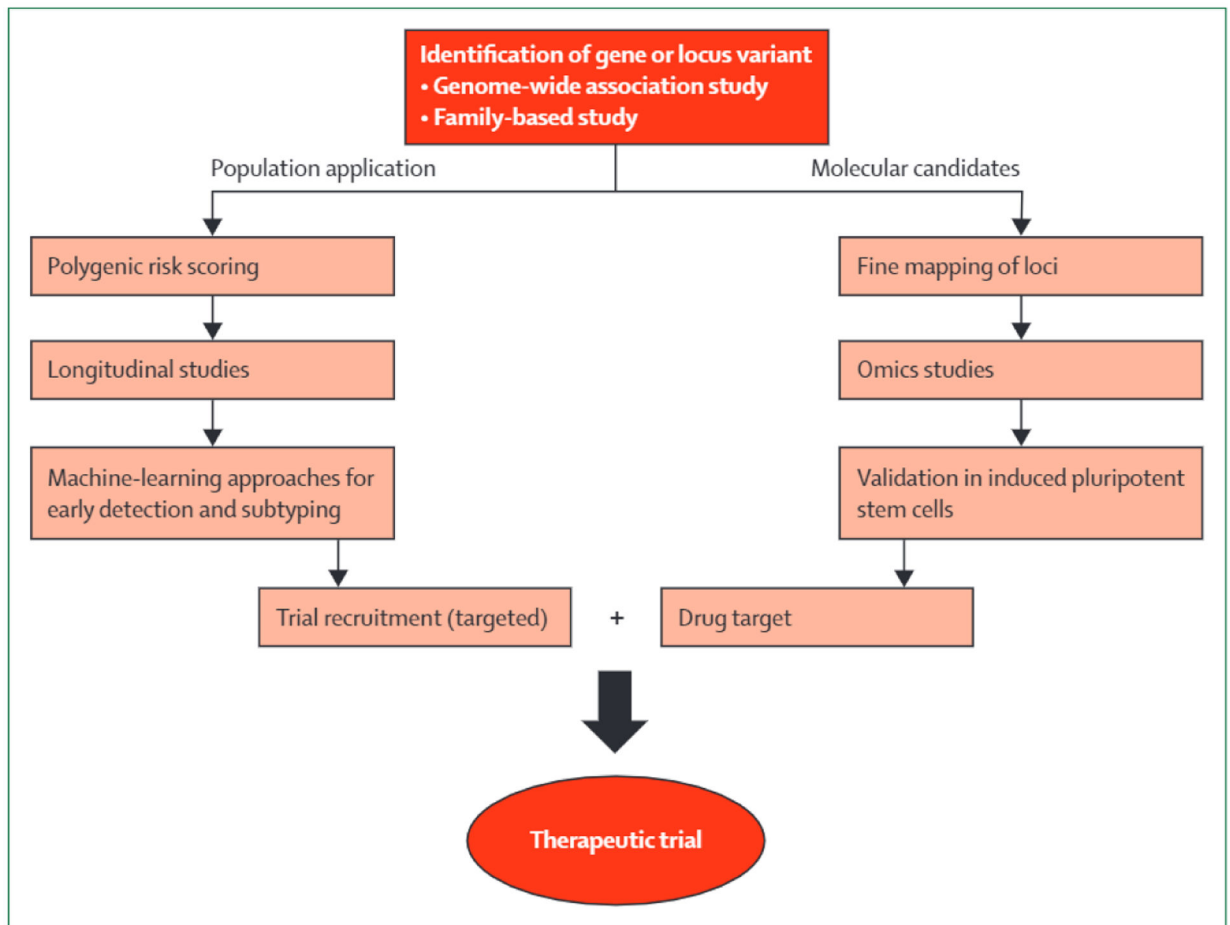 Identification of gene or locus variant
• Genome-wide association study
• Family-based study
Population application
Molecular candidates
Polygenic risk scoring
Fine mapping of loci
Longitudinal studies
Omics studies
Machine-learning approaches for
early detection and subtyping
Validation in induced pluripotent
stem cells
Trial recruitment (targeted)
+
Drug target
Therapeutic trial